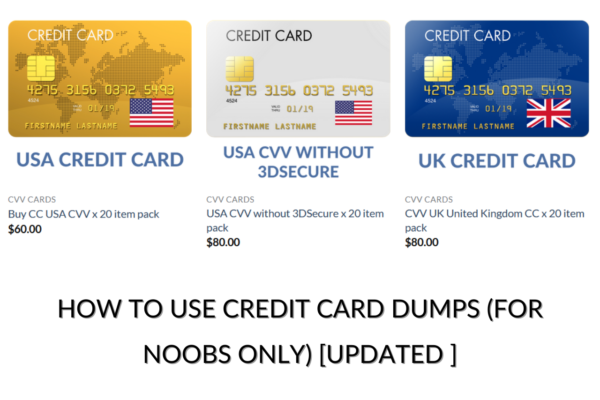 CREDIT CARD
4275 3156 0372 5493
4524
VALID THRU 01/19
FIRSTNAME LASTNAME
USA CREDIT CARD
CVV CARDS
Buy CC USA CVV x 20 item pack
$60.00
CREDIT CARD
4275 3156 0372 5493
4524
VALID THRU 01/19
FIRSTNAME LASTNAME
USA CVV WITHOUT
3DSECURE
CVV CARDS
USA CVV without 3DSecure x 20 item
pack
$80.00
CREDIT CARD
4275 3156 0372 5493
4524
VALID THRU 01/19
FIRSTNAME LASTNAME
UK CREDIT CARD
CVV CARDS
CVV UK United Kingdom CC x 20 item
pack
$80.00
HOW TO USE CREDIT CARD DUMPS (FOR
NOOBS ONLY) [UPDATED ]